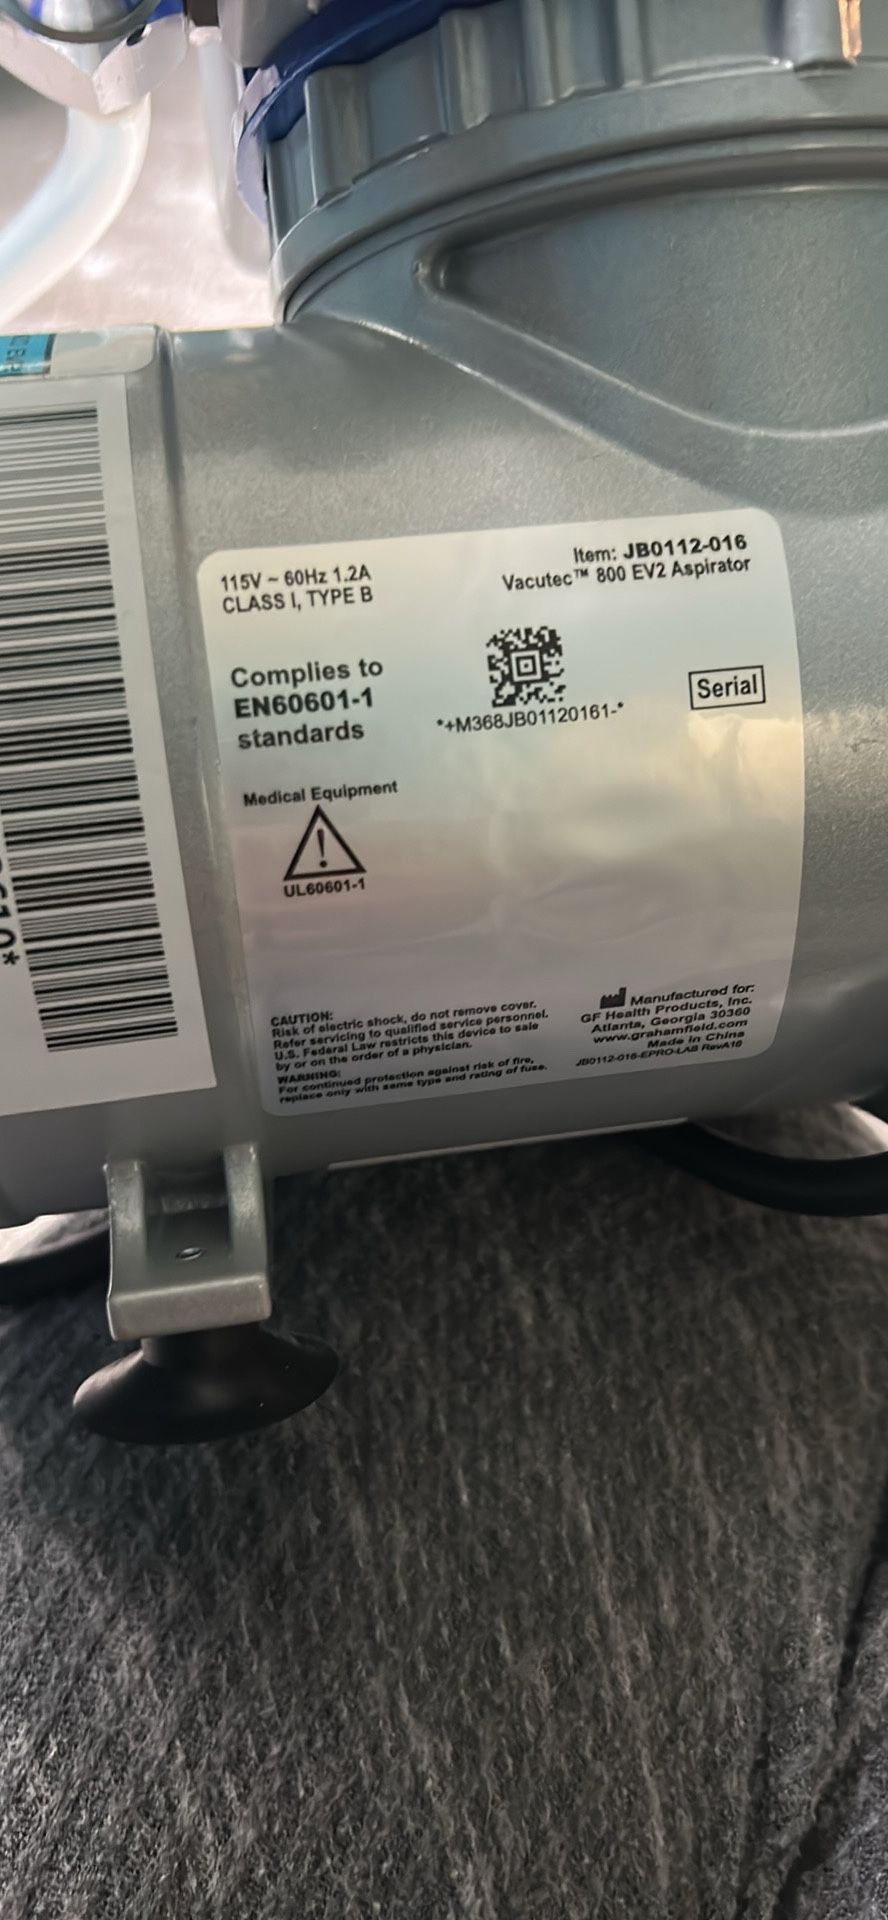 115V ~ 60Hz 1.2A
CLASS I, TYPE B
Item: JB0112-016
Vacutec™ 800 EV2 Aspirator
Complies to
EN60601-1
standards
*+M368JB01120161-*
Serial
Medical Equipment
UL60601-1
CAUTION:
Risk of electric shock, do not remove cover.
Refer servicing to qualified service personnel.
U.S. Federal Law restricts this device to sale
by or on the order of a physician.
WARNING:
For continued protection against risk of fire,
replace only with same type and rating of fuse.
Manufactured for:
GF Health Products, Inc.
Atlanta, Georgia 30360
www.grahamfield.com
Made in China
JB0112-016-EPRO-LAB RevA16